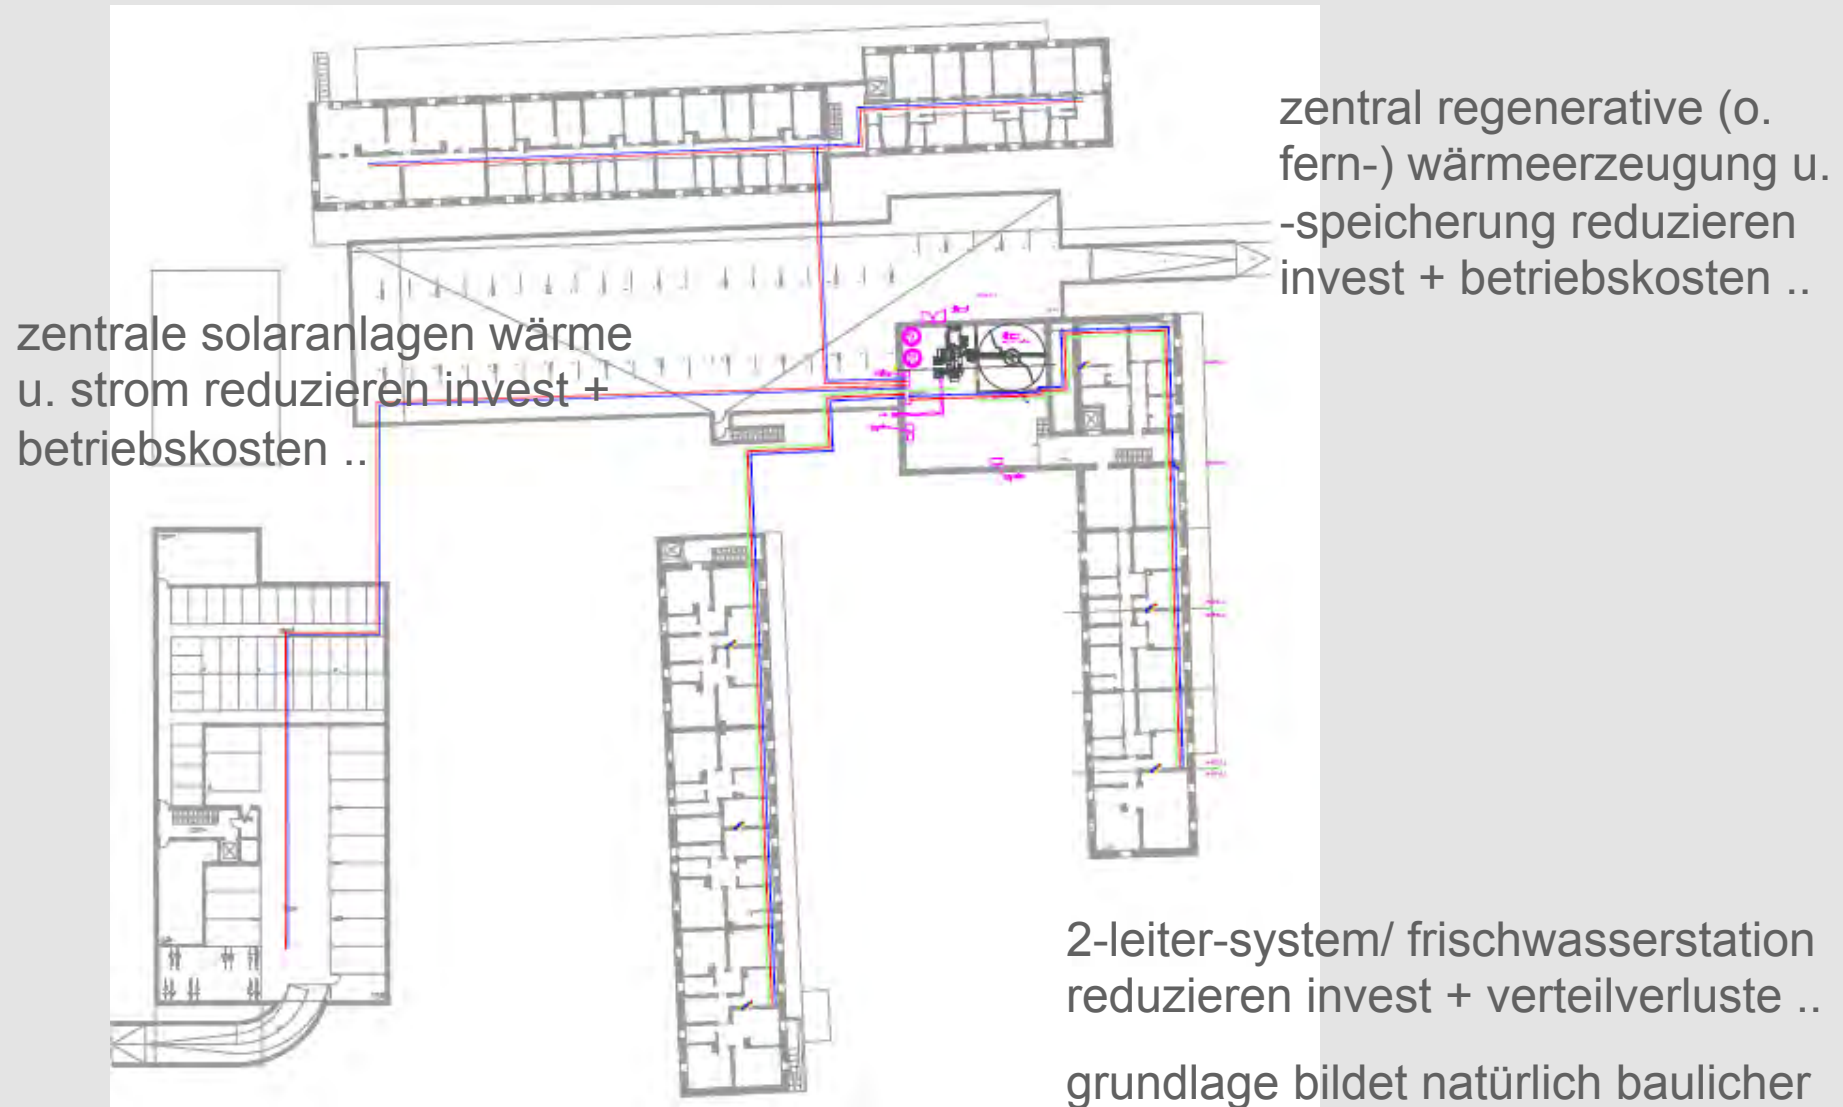 zentral regenerative (o.
fern-) wärmeerzeugung u.
-speicherung reduzieren
invest + betriebskosten ..
zentrale solaranlagen wärme
u. strom reduzieren invest +
betriebskosten ..
2-leiter-system/ frischwasserstation
reduzieren invest + verteilverluste ..
grundlage bildet natürlich baulicher